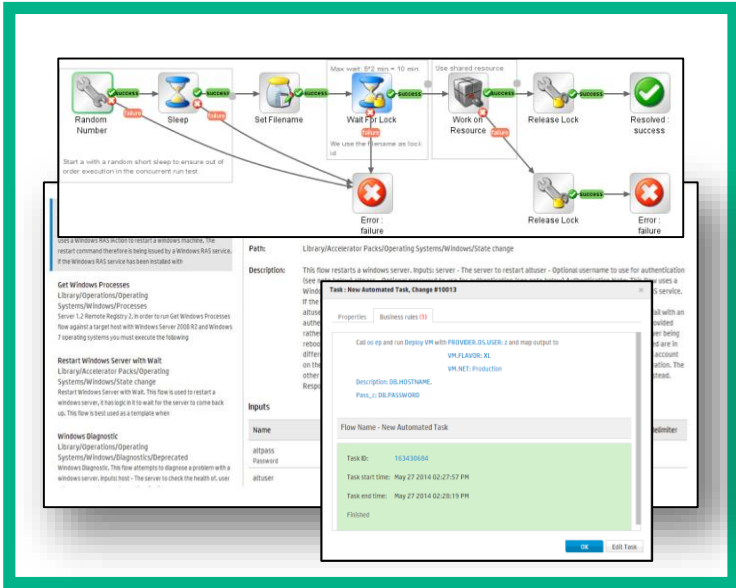 Max wait: 9*2 min = 10 min
Use shared resource
success
success
success
success
success
success
Random Number
failure
Sleep
failure
Set Filename
Wait For Lock
failure
Work on Resource
failure
Release Lock
Resolved : success
We use the filename as lock id
Start a with a random short sleep to ensure out of
order execution in the concurrent run test.
success
Error : failure
Release Lock
Error : failure
uses a Windows RAS IAction to restart a windows machine. The
restart command therefore is being issued by a Windows RAS service.
If the Windows RAS service has been installed with
Get Windows Processes
Library/Operations/Operating
Systems/Windows/Processes
Server 1.2 Remote Registry 2. In order to run Get Windows Processes
flow against a target host with Windows Server 2008 R2 and Windows
7 operating systems you must execute the following
Restart Windows Server with Wait
Library/Accelerator Packs/Operating
Systems/Windows/State change
Restart Windows Server with Wait. This flow is used to restart a
windows server, it has logic in it to wait for the server to come back
up. This flow is best used as a template when
Windows Diagnostic
Library/Operations/Operating
Systems/Windows/Diagnostics/Deprecated
Windows Diagnostic. This flow attempts to diagnose a problem with a
windows server. Inputs: host - The server to check the health of. user
Path: Library/Accelerator Packs/Operating Systems/Windows/State change
Description: This flow restarts a windows server. Inputs: server - The server to restart altuser - Optional username to use for authentication
Inputs
Name
altpass
Password
altuser
Delimiter
Task : New Automated Task, Change #10013
Properties Business rules (1)
Call oo ep and run Deploy VM with PROVIDER.OS.USER: z and map output to
VM.FLAVOR: XL
VM.NET: Production
Description: DB.HOSTNAME,
Pass_c: DB.PASSWORD
Flow Name - New Automated Task
Task ID: 163430684
Task start time: May 27 2014 02:27:57 PM
Task end time: May 27 2014 02:28:19 PM
Finished
OK Edit Task